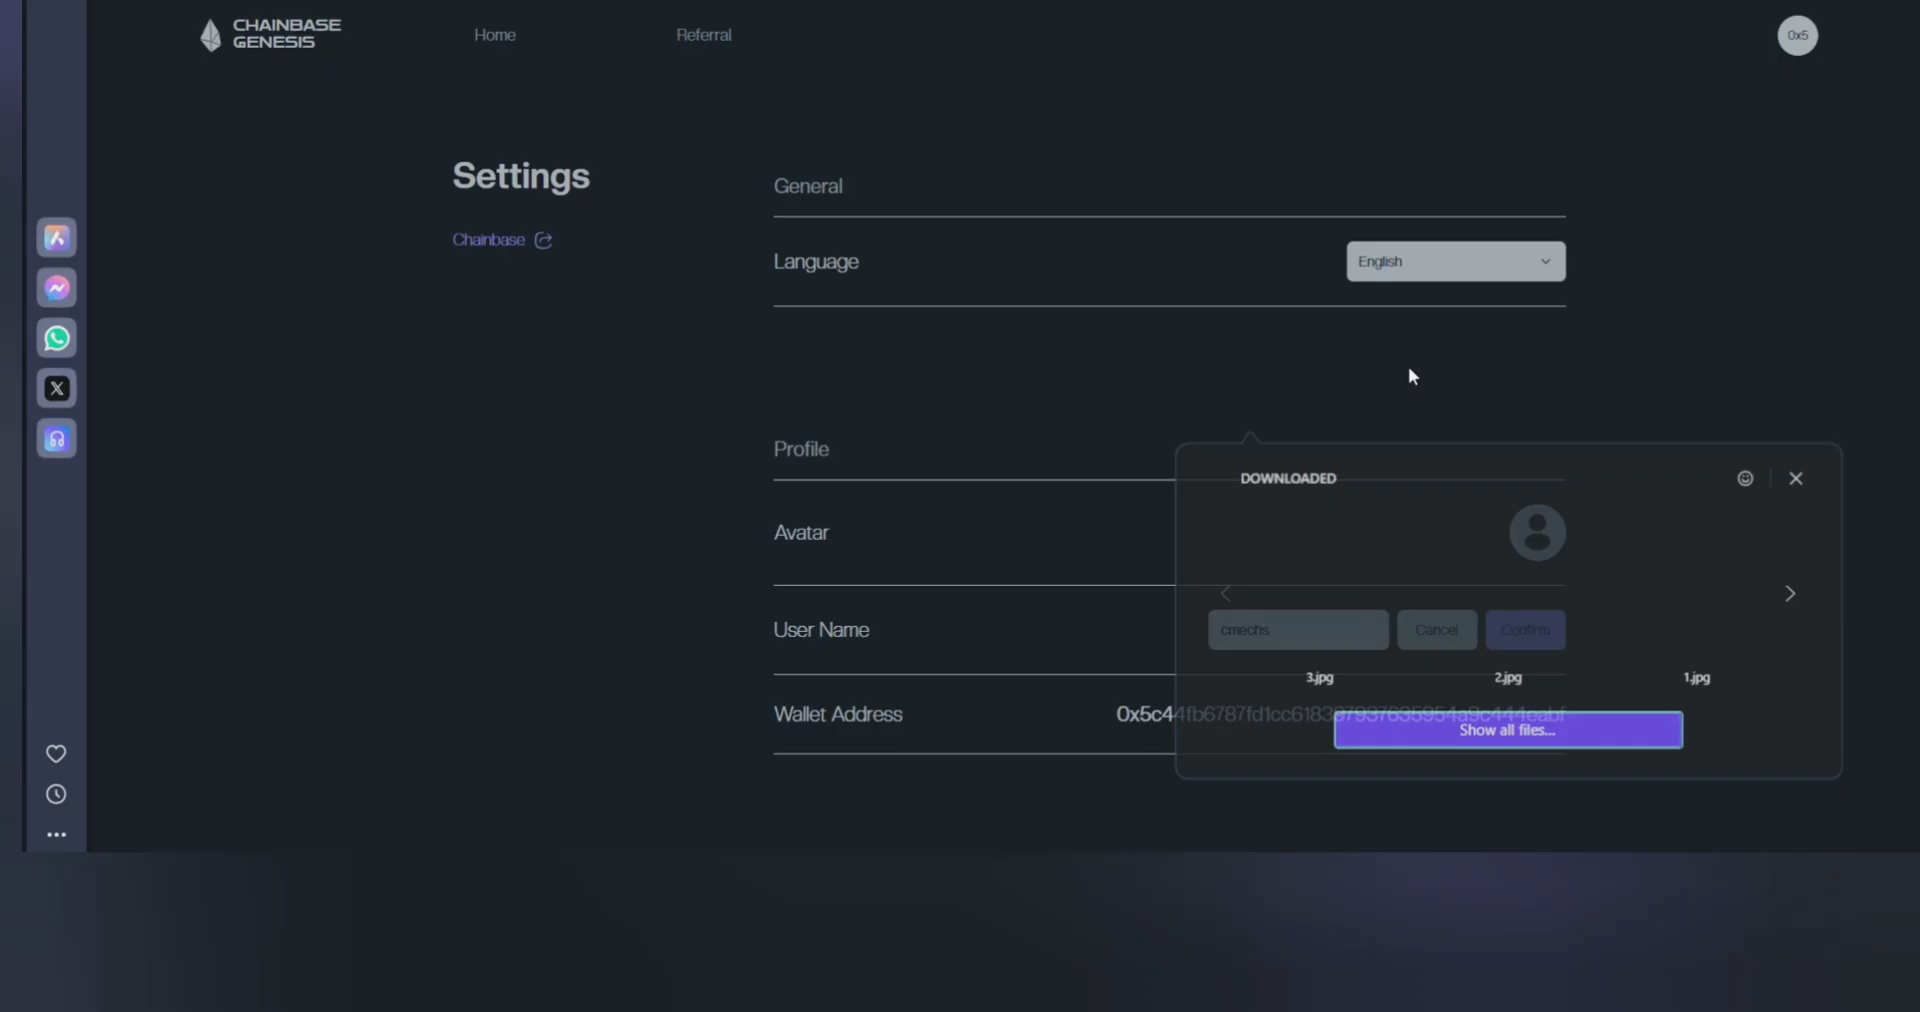 CHAINBASE
GENESIS
Home
Referral
0x5
Settings
Chainbase
General
Language
English
Profile
DOWNLOADED
Avatar
User Name
cmechs
Cancel
Confirm
3.jpg
2.jpg
1.jpg
Wallet Address
Show all files...